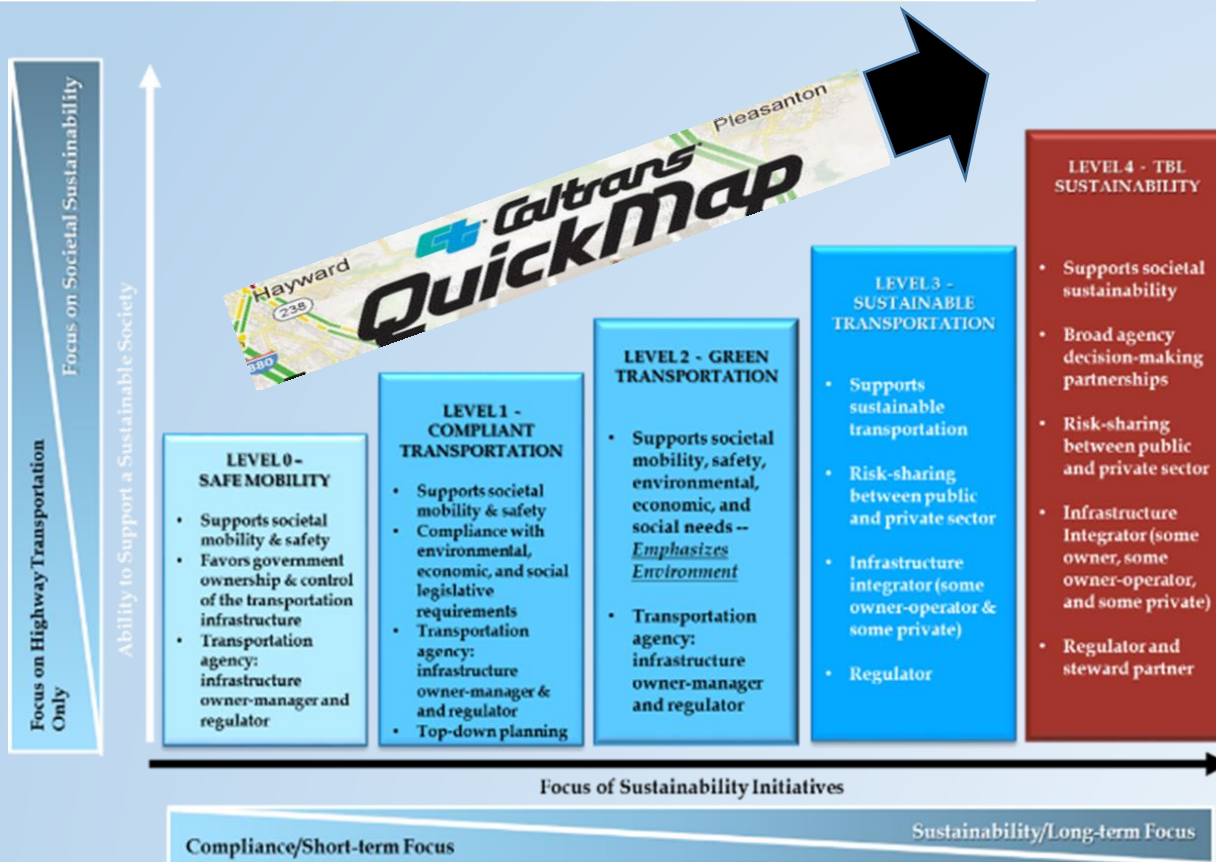 Focus on Societal Sustainability
Focus on Highway Transportation
Only
Ability to Support a Sustainable Society
Hayward
238
880
Pleasanton
ct Caltrans
QuickMap
LEVEL 0 –
SAFE MOBILITY
• Supports societal
mobility & safety
• Favors government
ownership & control
of the transportation
infrastructure
• Transportation
agency:
infrastructure
owner-manager and
regulator
LEVEL 1 -
COMPLIANT
TRANSPORTATION
• Supports societal
mobility & safety
• Compliance with
environmental,
economic, and social
legislative
requirements
• Transportation
agency:
infrastructure
owner-manager &
and regulator
• Top-down planning
LEVEL 2 - GREEN
TRANSPORTATION
• Supports societal
mobility, safety,
environmental,
economic, and
social needs --
Emphasizes
Environment
• Transportation
agency:
infrastructure
owner-manager
and regulator
LEVEL 3 -
SUSTAINABLE
TRANSPORTATION
• Supports
sustainable
transportation
• Risk-sharing
between public
and private sector
• Infrastructure
integrator (some
owner-operator &
some private)
• Regulator
LEVEL 4 - TBL
SUSTAINABILITY
• Supports societal
sustainability
• Broad agency
decision-making
partnerships
• Risk-sharing
between public
and private sector
• Infrastructure
Integrator (some
owner, some
owner-operator,
and some private)
• Regulator and
steward partner
Focus of Sustainability Initiatives
Compliance/Short-term Focus
Sustainability/Long-term Focus